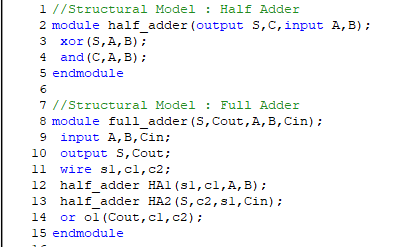 1 //Structural Model : Half Adder
2 module half_adder(output S,C,input A,B);
3  xor(S,A,B);
4  and(C,A,B);
5 endmodule
6
7 //Structural Model : Full Adder
8 module full_adder(S,Cout,A,B,Cin);
9  input A,B,Cin;
10  output S,Cout;
11  wire s1,c1,c2;
12  half_adder HA1(s1,c1,A,B);
13  half_adder HA2(S,c2,s1,Cin);
14  or o1(Cout,c1,c2);
15 endmodule